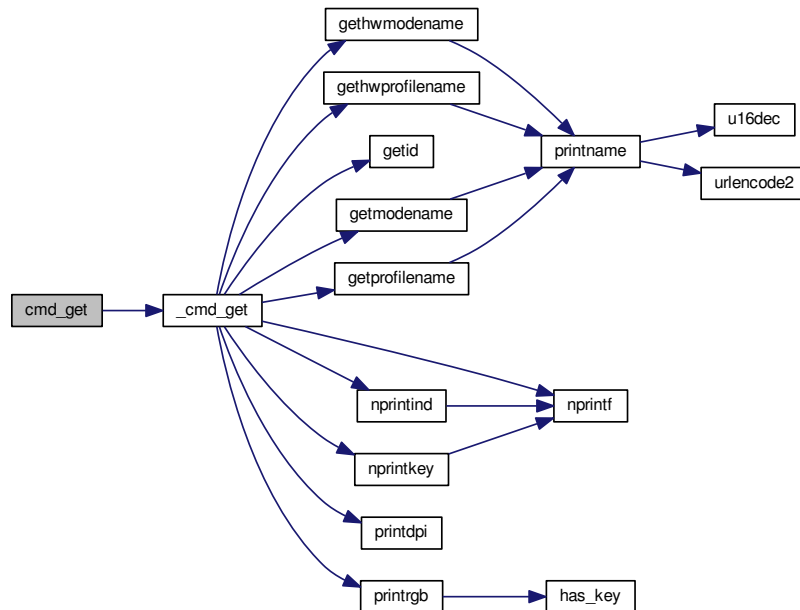 gethwmodename
gethwprofilename
u16dec
getid
printname
urlencode2
getmodename
getprofilename
cmd_get
_cmd_get
nprintind
nprintf
nprintkey
printdpi
printrgb
has_key